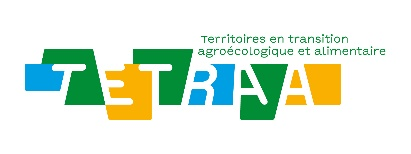 Territoires en transition
agroécologique et alimentaire
TETRAA